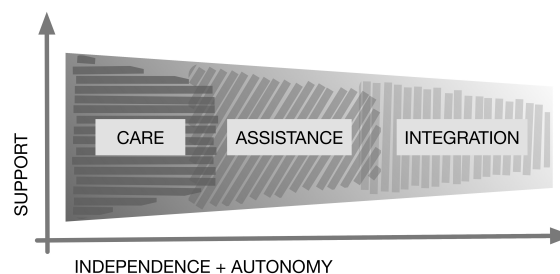 SUPPORT
CARE
ASSISTANCE
INTEGRATION
INDEPENDENCE + AUTONOMY